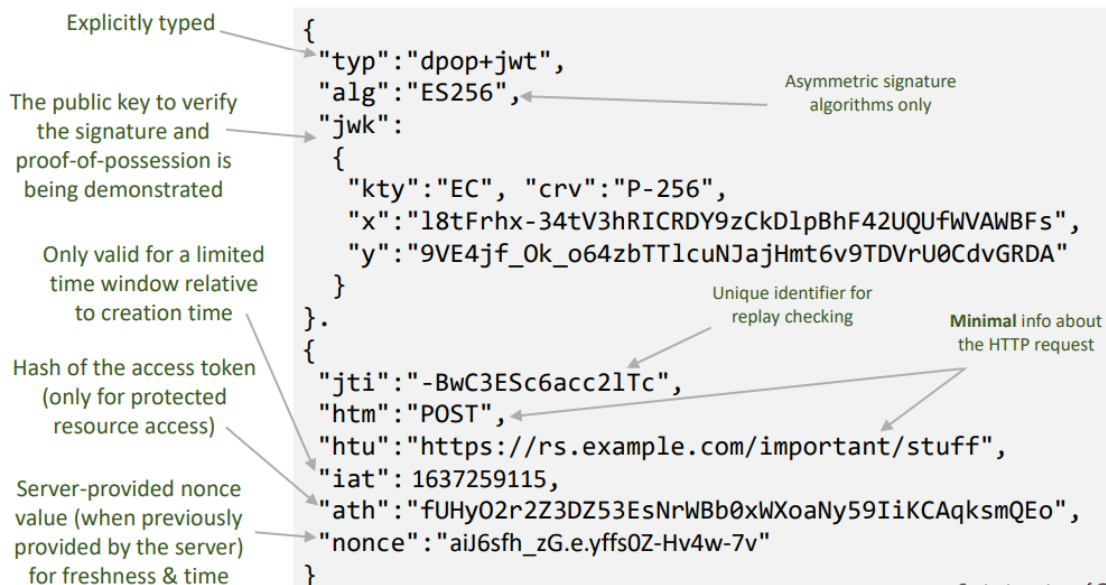 Explicitly typed
{
"typ":"dpop+jwt",
"alg":"ES256",
Asymmetric signature
algorithms only
The public key to verify
the signature and
proof-of-possession is
being demonstrated
"jwk":
{
"kty":"EC", "crv":"P-256",
"x":"l8tFrhx-34tV3hRICRDY9zCkDlpBhF42UQUfWVAWBFs",
"y":"9VE4jf_Ok_o64zbTTlcuNJajHmt6v9TDVrU0CdvGRDA"
}
}.
Only valid for a limited
time window relative
to creation time
Unique identifier for
replay checking
Minimal info about
the HTTP request
{
"jti":"-BwC3ESc6acc2lTc",
"htm":"POST",
"htu":"https://rs.example.com/important/stuff",
"iat": 1637259115,
Hash of the access token
(only for protected
resource access)
"ath":"fUHyO2r2Z3DZ53EsNrWBb0xWXoaNy59IiKCAqksmQEo",
Server-provided nonce
value (when previously
provided by the server)
for freshness & time
"nonce":"aiJ6sfh_zG.e.yffs0Z-Hv4w-7v"
}